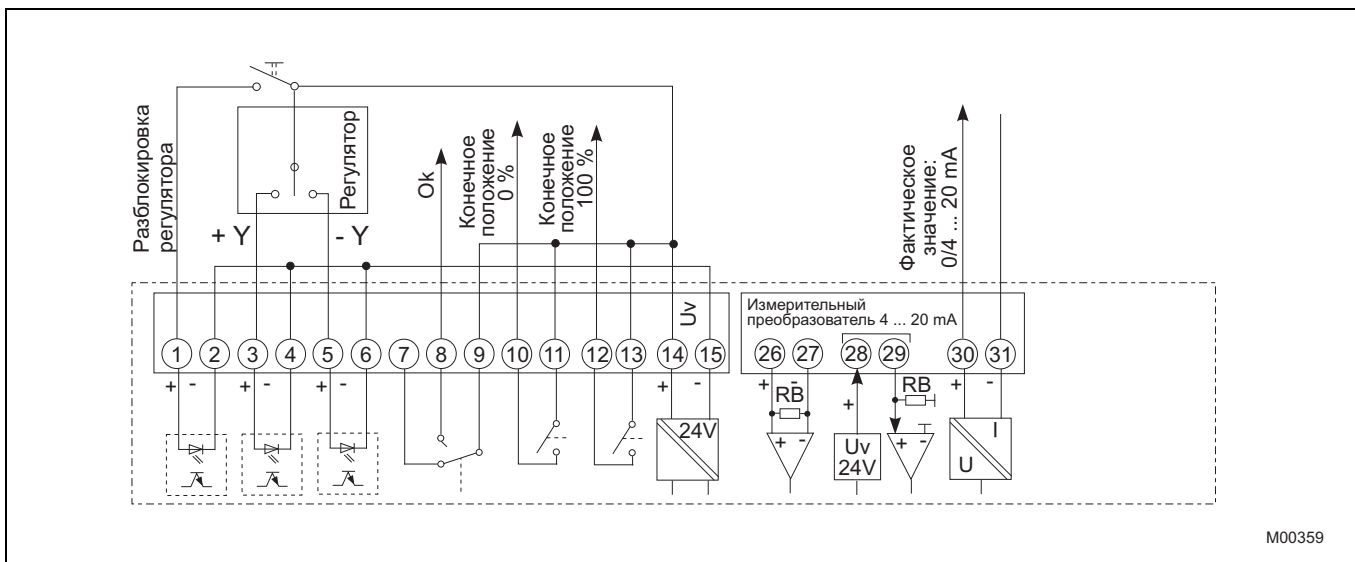 Разблокировка
регулятора
Регулятор
+ Y
- Y
Ok
Конечное
положение
0 %
Конечное
положение
100 %
Фактическое
значение:
0/4 ... 20 mA
Uv
Измерительный
преобразователь 4 ... 20 mA
1 2 3 4 5 6 7 8 9 10 11 12 13 14 15
26 27 28 29 30 31
+ - + - + - + -
+ - + + -
RB
RB
24V
+ -
Uv
24V
+ -
I
U
M00359